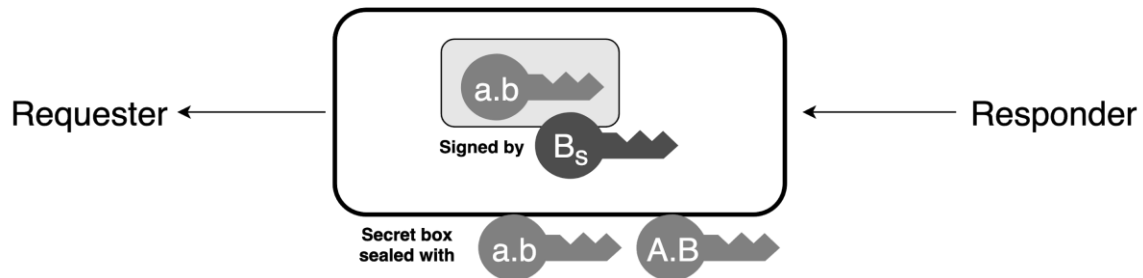 a.b
Requester
Responder
Signed by
Bs
Secret box
sealed with
a.b
A.B